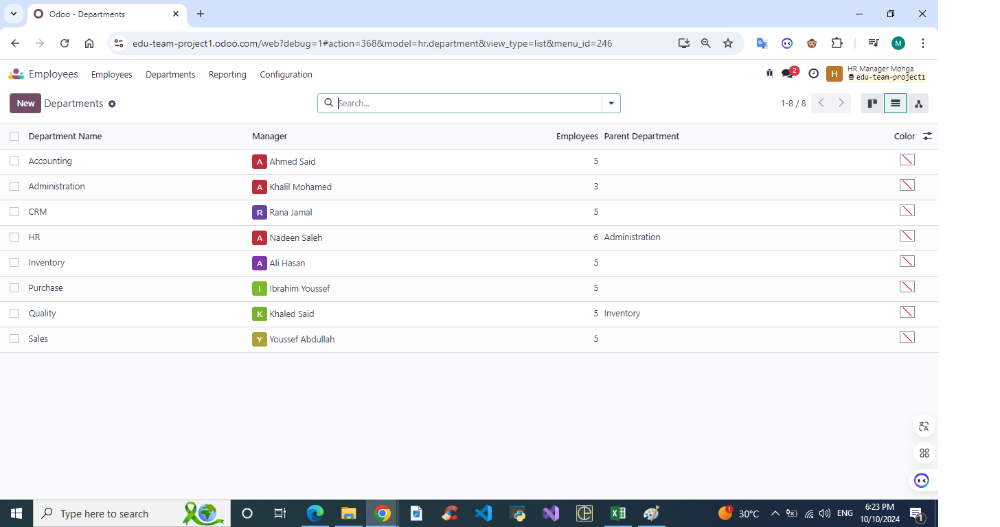 Odoo - Departments
edu-team-project1.odoo.com/web?debug=1#action=368&model=hr.department&view_type=list&menu_id=246
M
Employees Employees Departments Reporting Configuration
2
H
HR Manager Mohga
edu-team-project1
New Departments
Search...
1-8 / 8
Department Name Manager Employees Parent Department Color
Accounting A Ahmed Said 5
Administration A Khalil Mohamed 3
CRM R Rana Jamal 5
HR A Nadeen Saleh 6 Administration
Inventory A Ali Hasan 5
Purchase I Ibrahim Youssef 5
Quality K Khaled Said 5 Inventory
Sales Y Youssef Abdullah 5
Type here to search
1
30°C
ENG
6:23 PM
10/10/2024
1